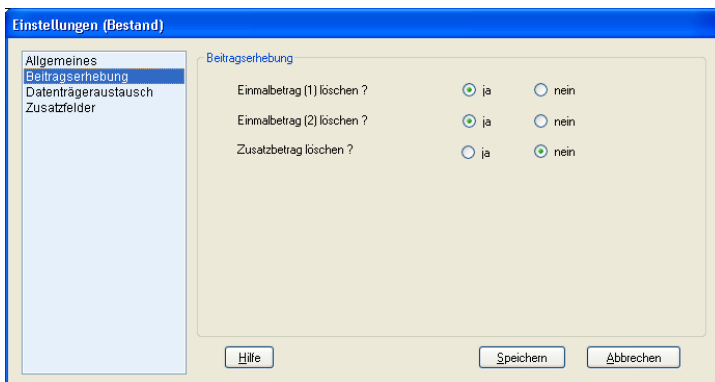 Einstellungen (Bestand)
Allgemeines
Beitragserhebung
Datenträgeraustausch
Zusatzfelder
Beitragserhebung
Einmalbetrag (1) löschen ? ja nein
Einmalbetrag (2) löschen ? ja nein
Zusatzbetrag löschen ? ja nein
Hilfe Speichern Abbrechen